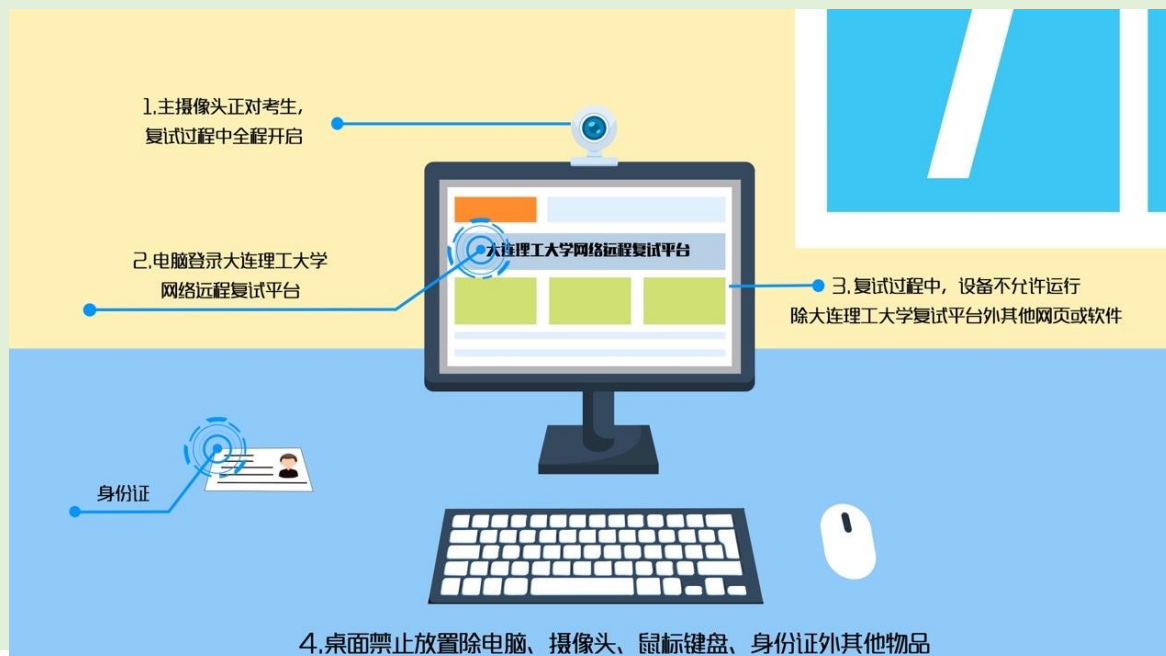 1.主摄像头正对考生，
复试过程中全程开启
大连理工大学网络远程复试平台
2.电脑登录大连理工大学
网络远程复试平台
3.复试过程中，设备不允许运行
除大连理工大学复试平台外其他网页或软件
身份证
4.桌面禁止放置除电脑、摄像头、鼠标键盘、身份证外其他物品